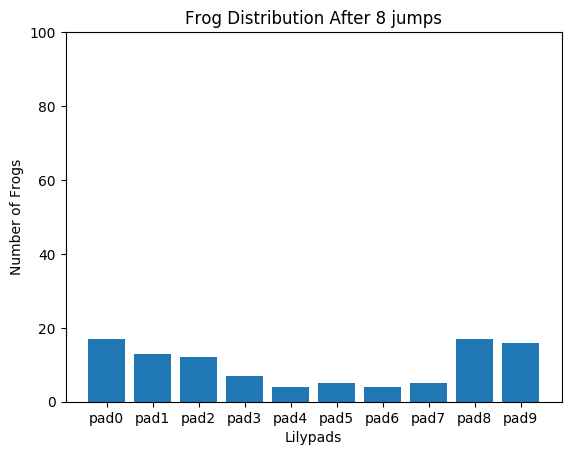 Frog Distribution After 8 jumps
Number of Frogs
100
80
60
40
20
0
pad0 pad1 pad2 pad3 pad4 pad5 pad6 pad7 pad8 pad9
Lilypads